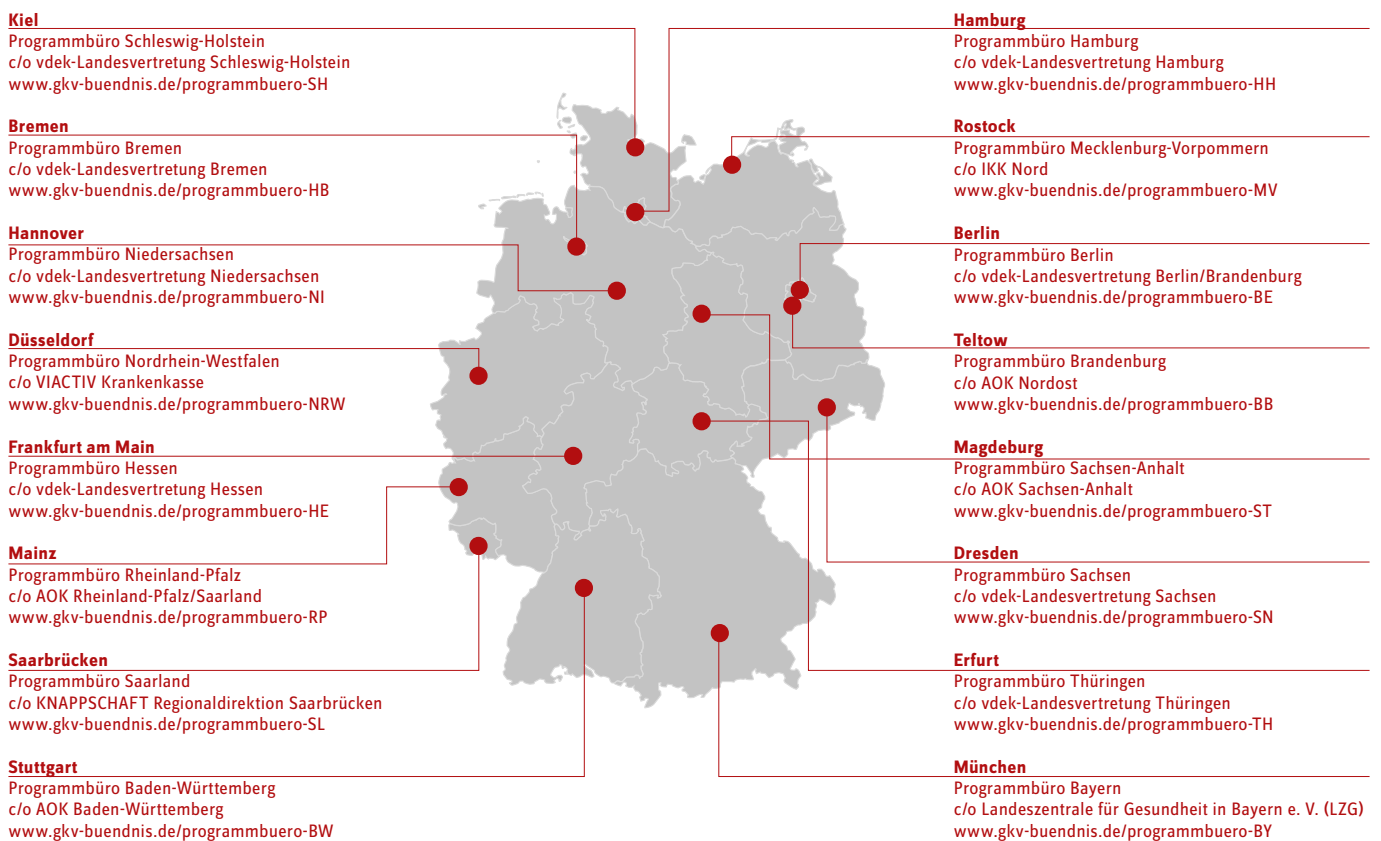 Kiel
Programmbüro Schleswig-Holstein
c/o vdek-Landesvertretung Schleswig-Holstein
www.gkv-buendnis.de/programmbuero-SH
Bremen
Programmbüro Bremen
c/o vdek-Landesvertretung Bremen
www.gkv-buendnis.de/programmbuero-HB
Hannover
Programmbüro Niedersachsen
c/o vdek-Landesvertretung Niedersachsen
www.gkv-buendnis.de/programmbuero-NI
Düsseldorf
Programmbüro Nordrhein-Westfalen
c/o VIACTIV Krankenkasse
www.gkv-buendnis.de/programmbuero-NRW
Frankfurt am Main
Programmbüro Hessen
c/o vdek-Landesvertretung Hessen
www.gkv-buendnis.de/programmbuero-HE
Mainz
Programmbüro Rheinland-Pfalz
c/o AOK Rheinland-Pfalz/Saarland
www.gkv-buendnis.de/programmbuero-RP
Saarbrücken
Programmbüro Saarland
c/o KNAPPSCHAFT Regionaldirektion Saarbrücken
www.gkv-buendnis.de/programmbuero-SL
Stuttgart
Programmbüro Baden-Württemberg
c/o AOK Baden-Württemberg
www.gkv-buendnis.de/programmbuero-BW
Hamburg
Programmbüro Hamburg
c/o vdek-Landesvertretung Hamburg
www.gkv-buendnis.de/programmbuero-HH
Rostock
Programmbüro Mecklenburg-Vorpommern
c/o IKK Nord
www.gkv-buendnis.de/programmbuero-MV
Berlin
Programmbüro Berlin
c/o vdek-Landesvertretung Berlin/Brandenburg
www.gkv-buendnis.de/programmbuero-BE
Teltow
Programmbüro Brandenburg
c/o AOK Nordost
www.gkv-buendnis.de/programmbuero-BB
Magdeburg
Programmbüro Sachsen-Anhalt
c/o AOK Sachsen-Anhalt
www.gkv-buendnis.de/programmbuero-ST
Dresden
Programmbüro Sachsen
c/o vdek-Landesvertretung Sachsen
www.gkv-buendnis.de/programmbuero-SN
Erfurt
Programmbüro Thüringen
c/o vdek-Landesvertretung Thüringen
www.gkv-buendnis.de/programmbuero-TH
München
Programmbüro Bayern
c/o Landeszentrale für Gesundheit in Bayern e. V. (LZG)
www.gkv-buendnis.de/programmbuero-BY